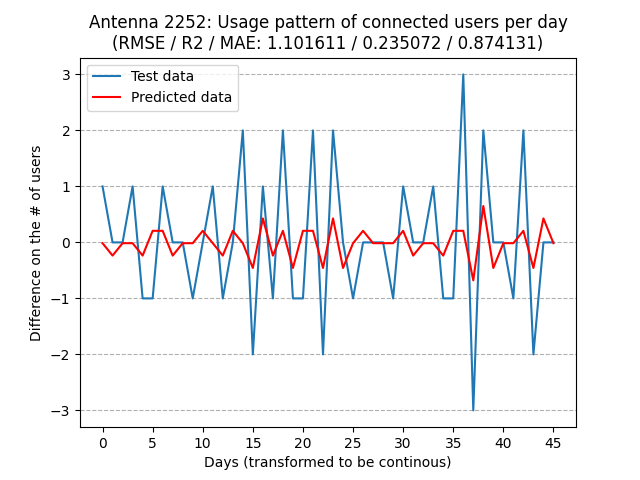 Antenna 2252: Usage pattern of connected users per day
(RMSE / R2 / MAE: 1.101611 / 0.235072 / 0.874131)
Test data
Predicted data
Difference on the # of users
3
2
1
0
−1
−2
−3
0 5 10 15 20 25 30 35 40 45
Days (transformed to be continous)